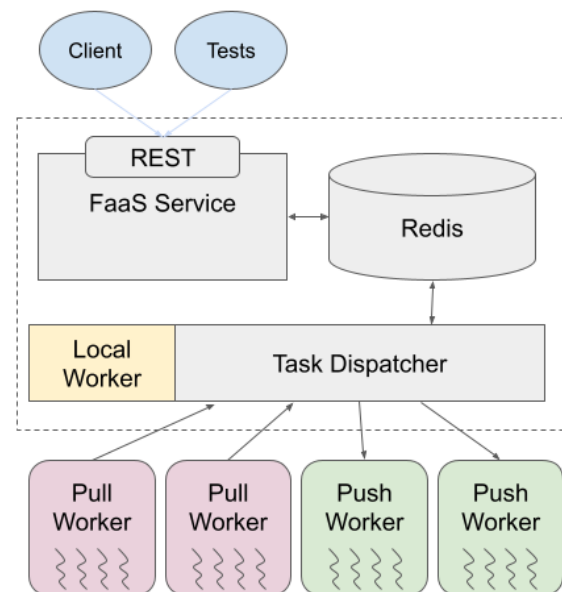 Client
Tests
REST
FaaS Service
Redis
Local
Worker
Task Dispatcher
Pull
Worker
Pull
Worker
Push
Worker
Push
Worker